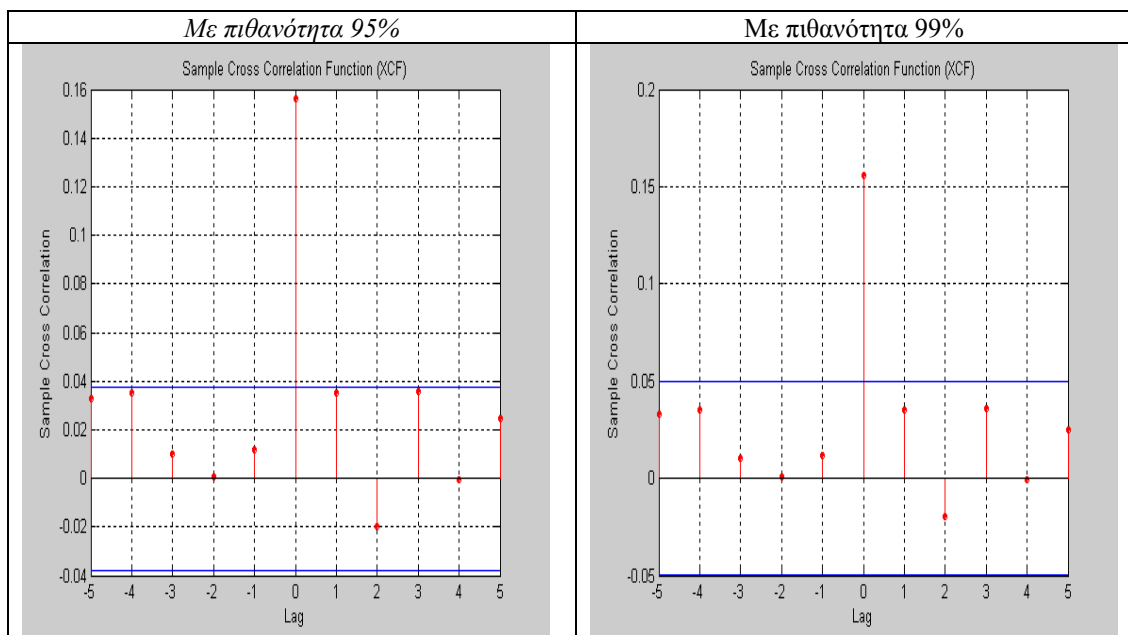 Με πιθανότητα 95%
Με πιθανότητα 99%
Sample Cross Correlation Function (XCF)
0.16
0.14
0.12
0.1
0.08
0.06
0.04
0.02
0
-0.02
-0.04
Sample Cross Correlation
-5 -4 -3 -2 -1 0 1 2 3 4 5
Lag
Sample Cross Correlation Function (XCF)
0.2
0.15
0.1
0.05
0
-0.05
Sample Cross Correlation
-5 -4 -3 -2 -1 0 1 2 3 4 5
Lag